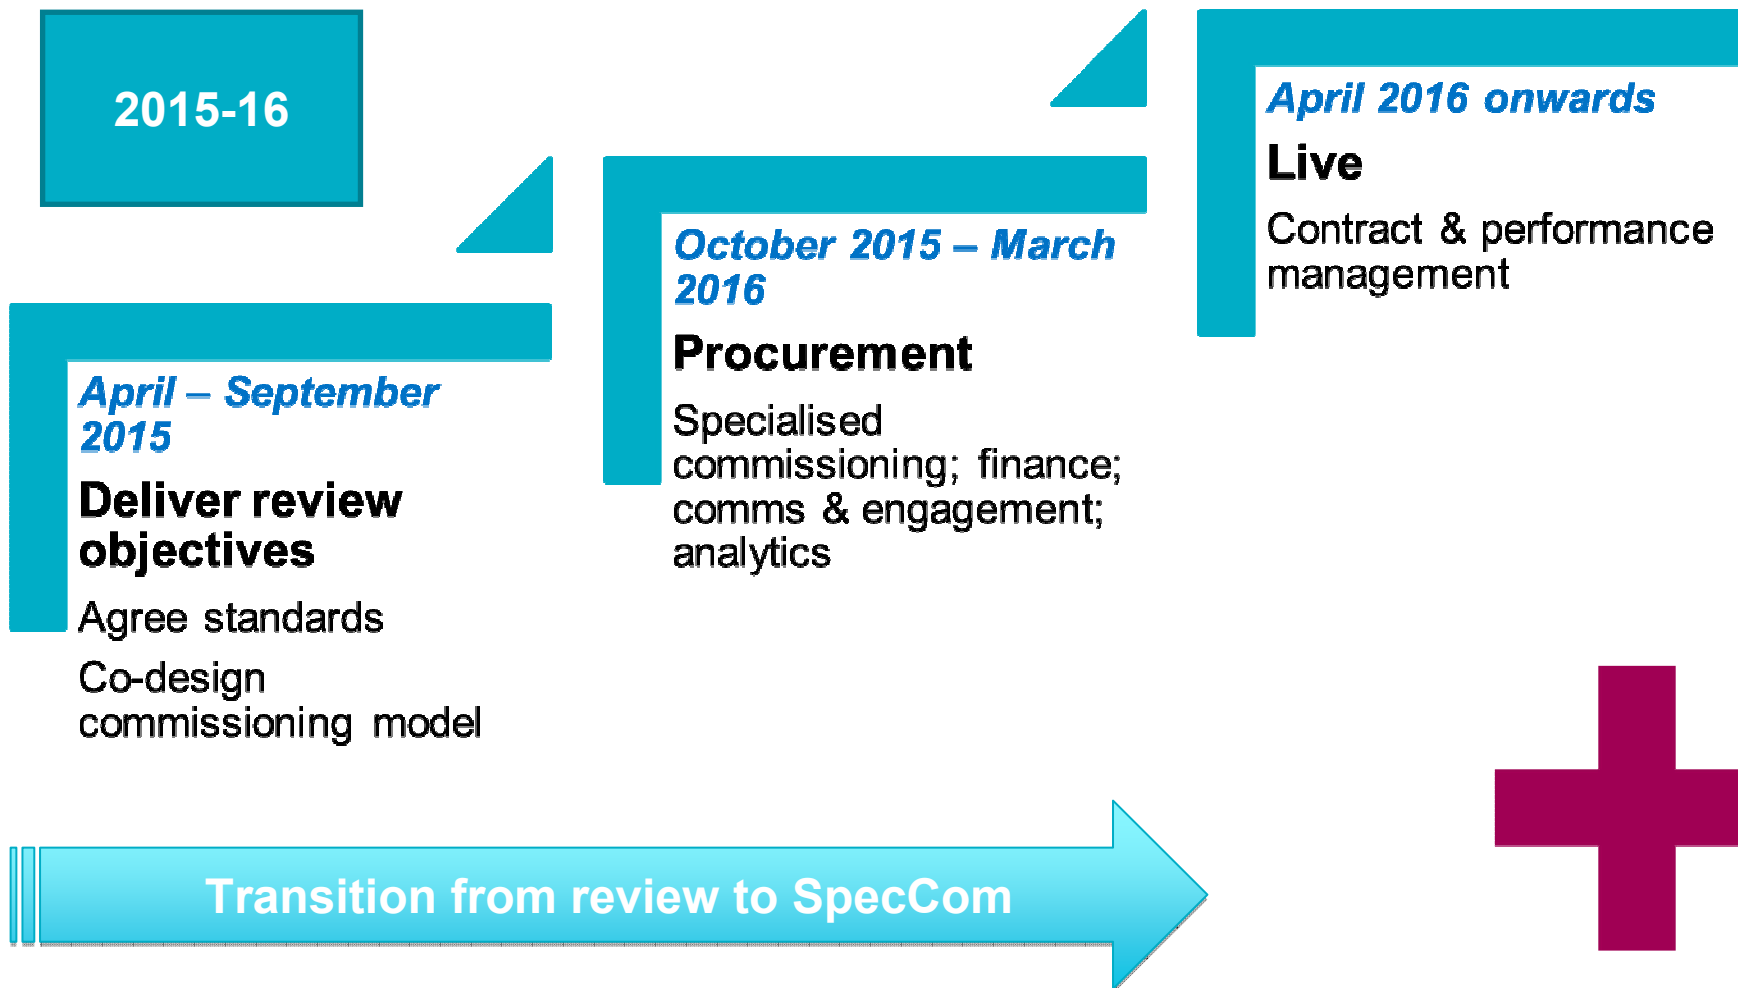 2015-16
April – September
2015
Deliver review
objectives
Agree standards
Co-design
commissioning model
October 2015 – March
2016
Procurement
Specialised
commissioning; finance;
comms & engagement;
analytics
April 2016 onwards
Live
Contract & performance
management
Transition from review to SpecCom